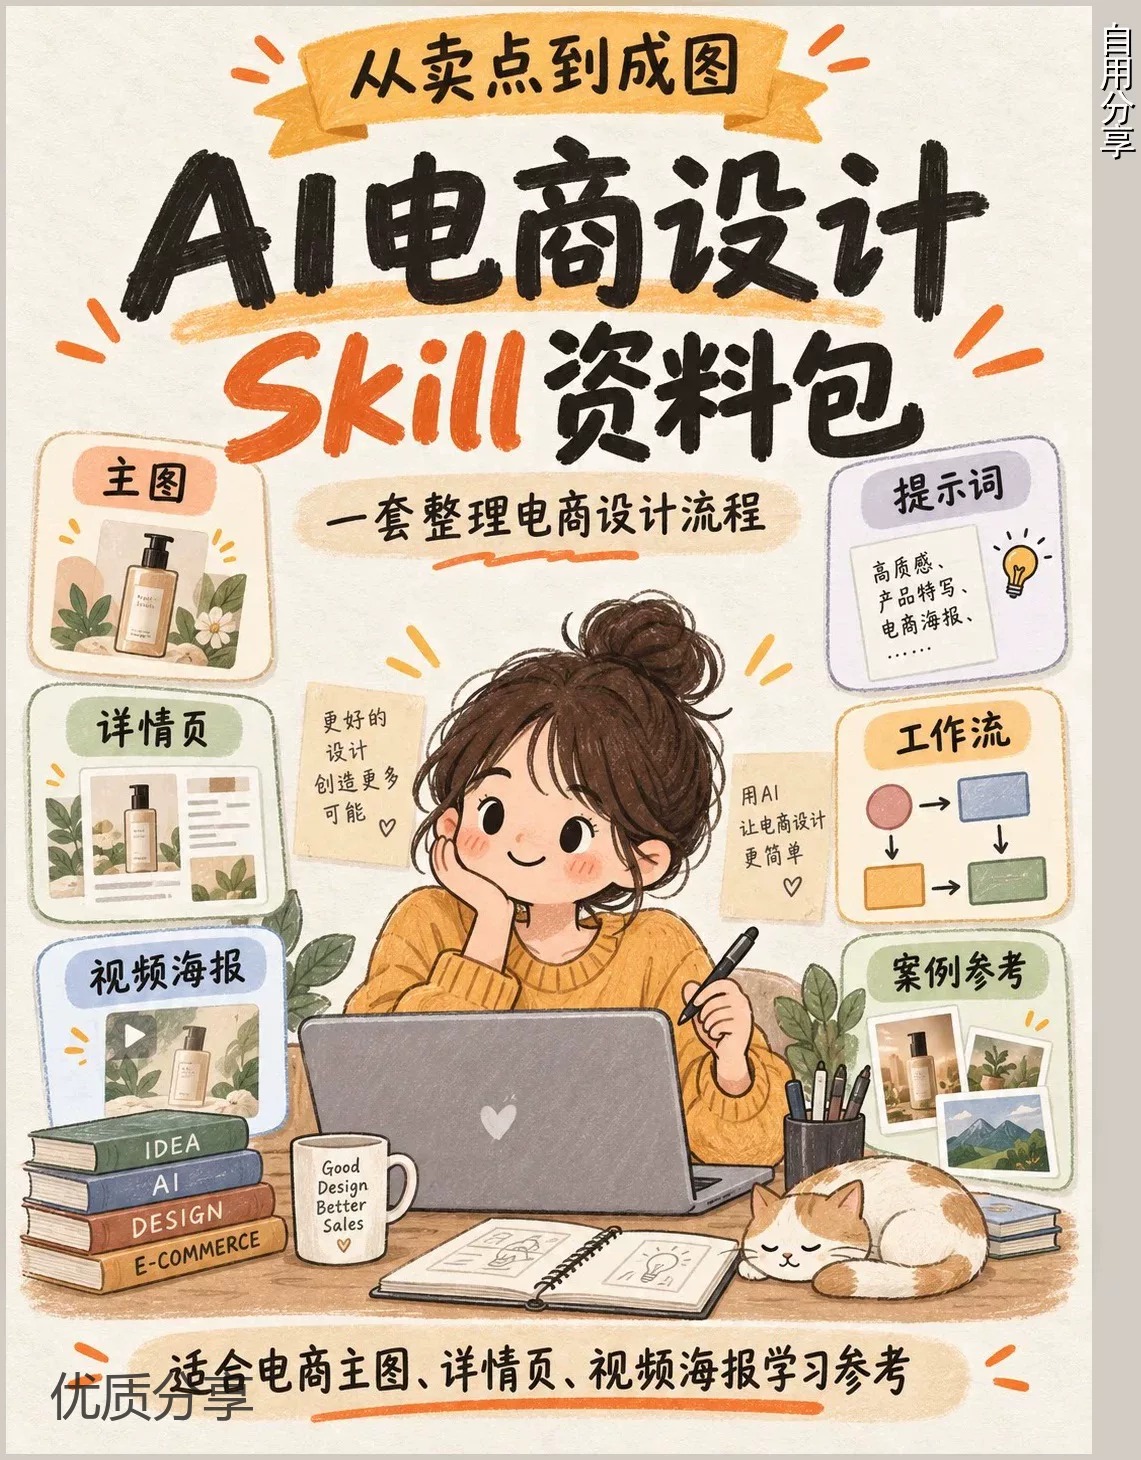 从卖点到成图
自用分享
AI电商设计
Skill资料包
一套整理电商设计流程
主图
提示词
高质感、
产品特写、
电商海报、
……
详情页
更好的
设计
创造更多
可能
用AI
让电商设计
更简单
工作流
视频海报
案例参考
IDEA
AI
DESIGN
E-COMMERCE
Good
Design
Better
Sales
适合电商主图、详情页、视频海报学习参考
优质分享